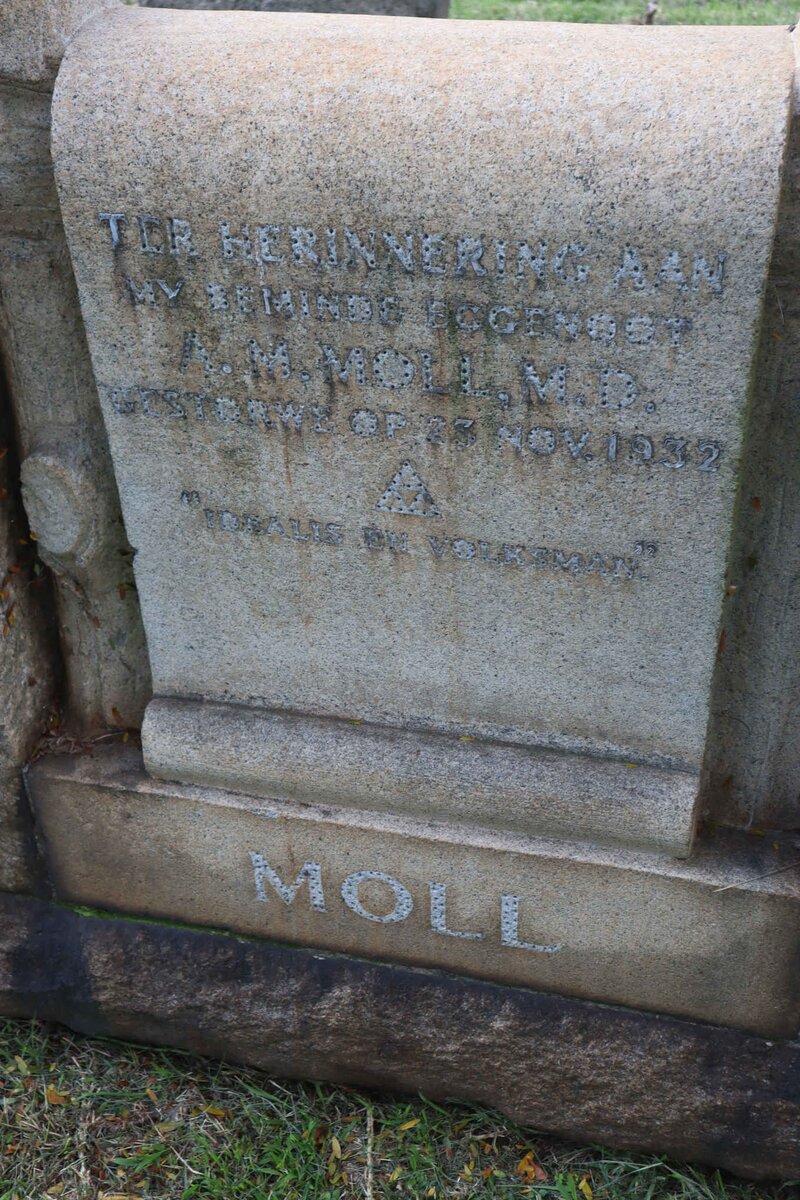 TER HERINNERING AAN
MY BEMINDE EGGENOOT
A. M. MOLL, M. D.
GESTORWE OP 23 NOV. 1932
"IDEALIS EN VOLKSMAN."
MOLL